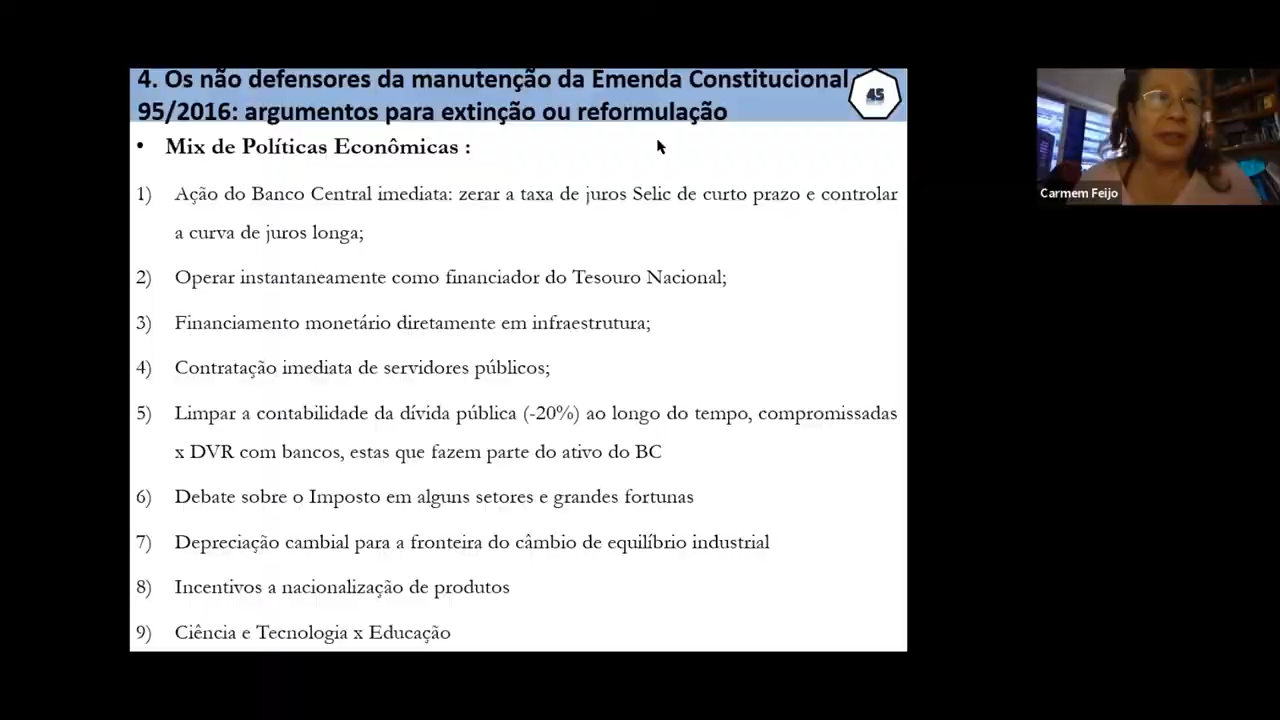 4. Os não defensores da manutenção da Emenda Constitucional
95/2016: argumentos para extinção ou reformulação
45
• Mix de Políticas Econômicas :
1) Ação do Banco Central imediata: zerar a taxa de juros Selic de curto prazo e controlar
a curva de juros longa;
2) Operar instantaneamente como financiador do Tesouro Nacional;
3) Financiamento monetário diretamente em infraestrutura;
4) Contratação imediata de servidores públicos;
5) Limpar a contabilidade da dívida pública (-20%) ao longo do tempo, compromissadas
x DVR com bancos, estas que fazem parte do ativo do BC
6) Debate sobre o Imposto em alguns setores e grandes fortunas
7) Depreciação cambial para a fronteira do câmbio de equilíbrio industrial
8) Incentivos a nacionalização de produtos
9) Ciência e Tecnologia x Educação
Carmem Feijo